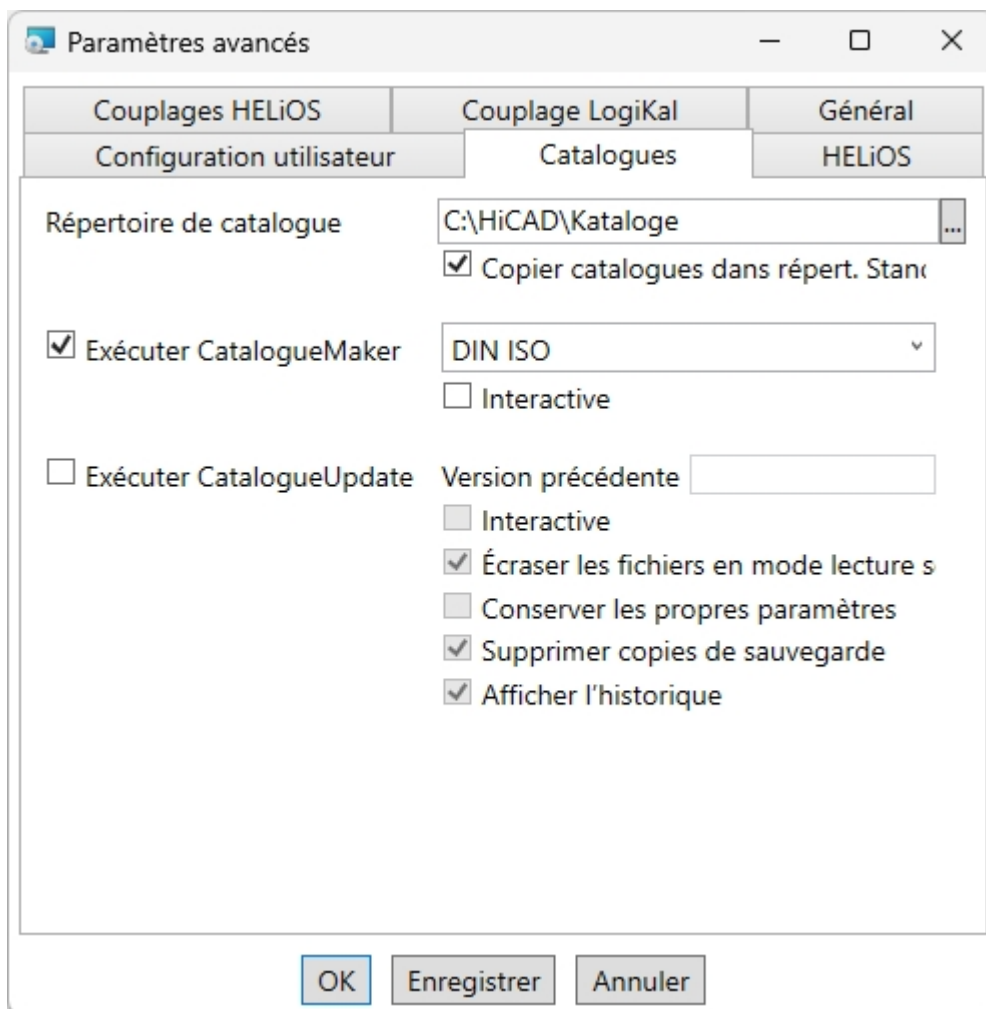 Paramètres avancés
Couplages HELiOS
Couplage LogiKal
Général
Configuration utilisateur
Catalogues
HELiOS
Répertoire de catalogue
C:\HiCAD\Kataloge
...
Copier catalogues dans répert.
Exécuter CatalogueMaker
DIN ISO
Interactive
Exécuter CatalogueUpdate
Version précédente
Interactive
Écraser les fichiers en mode lecture
Conserver les propres paramètres
Supprimer copies de sauvegarde
Afficher l'historique
OK
Enregistrer
Annuler